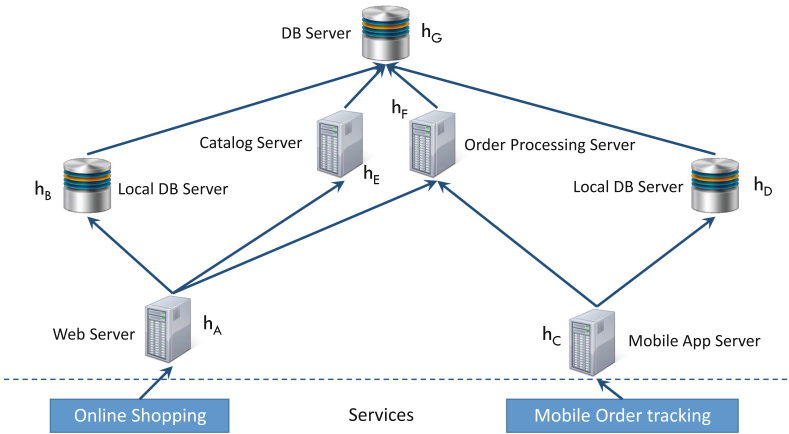 DB Server
hG
hF
Catalog Server
Order Processing Server
hE
hB
Local DB Server
Local DB Server
hD
Web Server
hA
hC
Mobile App Server
Online Shopping
Services
Mobile Order tracking